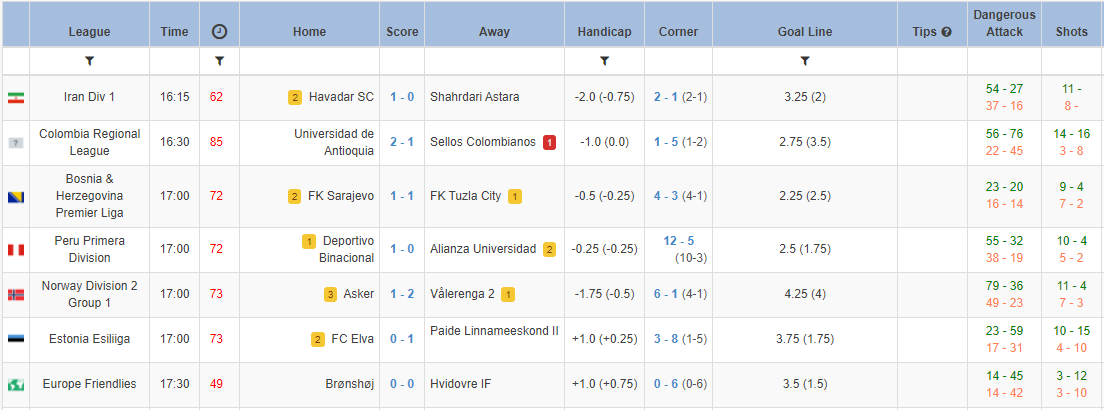 League Time Home Score Away Handicap Corner Goal Line Tips Dangerous Attack Shots
Iran Div 1 16:15 62 2 Havadar SC 1 - 0 Shahrdari Astara -2.0 (-0.75) 2 - 1 (2-1) 3.25 (2) 54 - 27 11 -
37 - 16 8 -
Colombia Regional League 16:30 85 Universidad de Antioquia 2 - 1 Sellos Colombianos 1 -1.0 (0.0) 1 - 5 (1-2) 2.75 (3.5) 56 - 76 14 - 16
22 - 45 3 - 8
Bosnia & Herzegovina Premier Liga 17:00 72 2 FK Sarajevo 1 - 1 FK Tuzla City 1 -0.5 (-0.25) 4 - 3 (4-1) 2.25 (2.5) 23 - 20 9 - 4
16 - 14 7 - 2
Peru Primera Division 17:00 72 1 Deportivo Binacional 1 - 0 Alianza Universidad 2 -0.25 (-0.25) 12 - 5 (10-3) 2.5 (1.75) 55 - 32 10 - 4
38 - 19 5 - 2
Norway Division 2 Group 1 17:00 73 3 Asker 1 - 2 Vålerenga 2 1 -1.75 (-0.5) 6 - 1 (4-1) 4.25 (4) 79 - 36 11 - 4
49 - 23 7 - 3
Estonia Esiliiga 17:00 73 2 FC Elva 0 - 1 Paide Linnameeskond II +1.0 (+0.25) 3 - 8 (1-5) 3.75 (1.75) 23 - 59 10 - 15
17 - 31 4 - 10
Europe Friendlies 17:30 49 Brønshøj 0 - 0 Hvidovre IF +1.0 (+0.75) 0 - 6 (0-6) 3.5 (1.5) 14 - 45 3 - 12
14 - 42 3 - 10